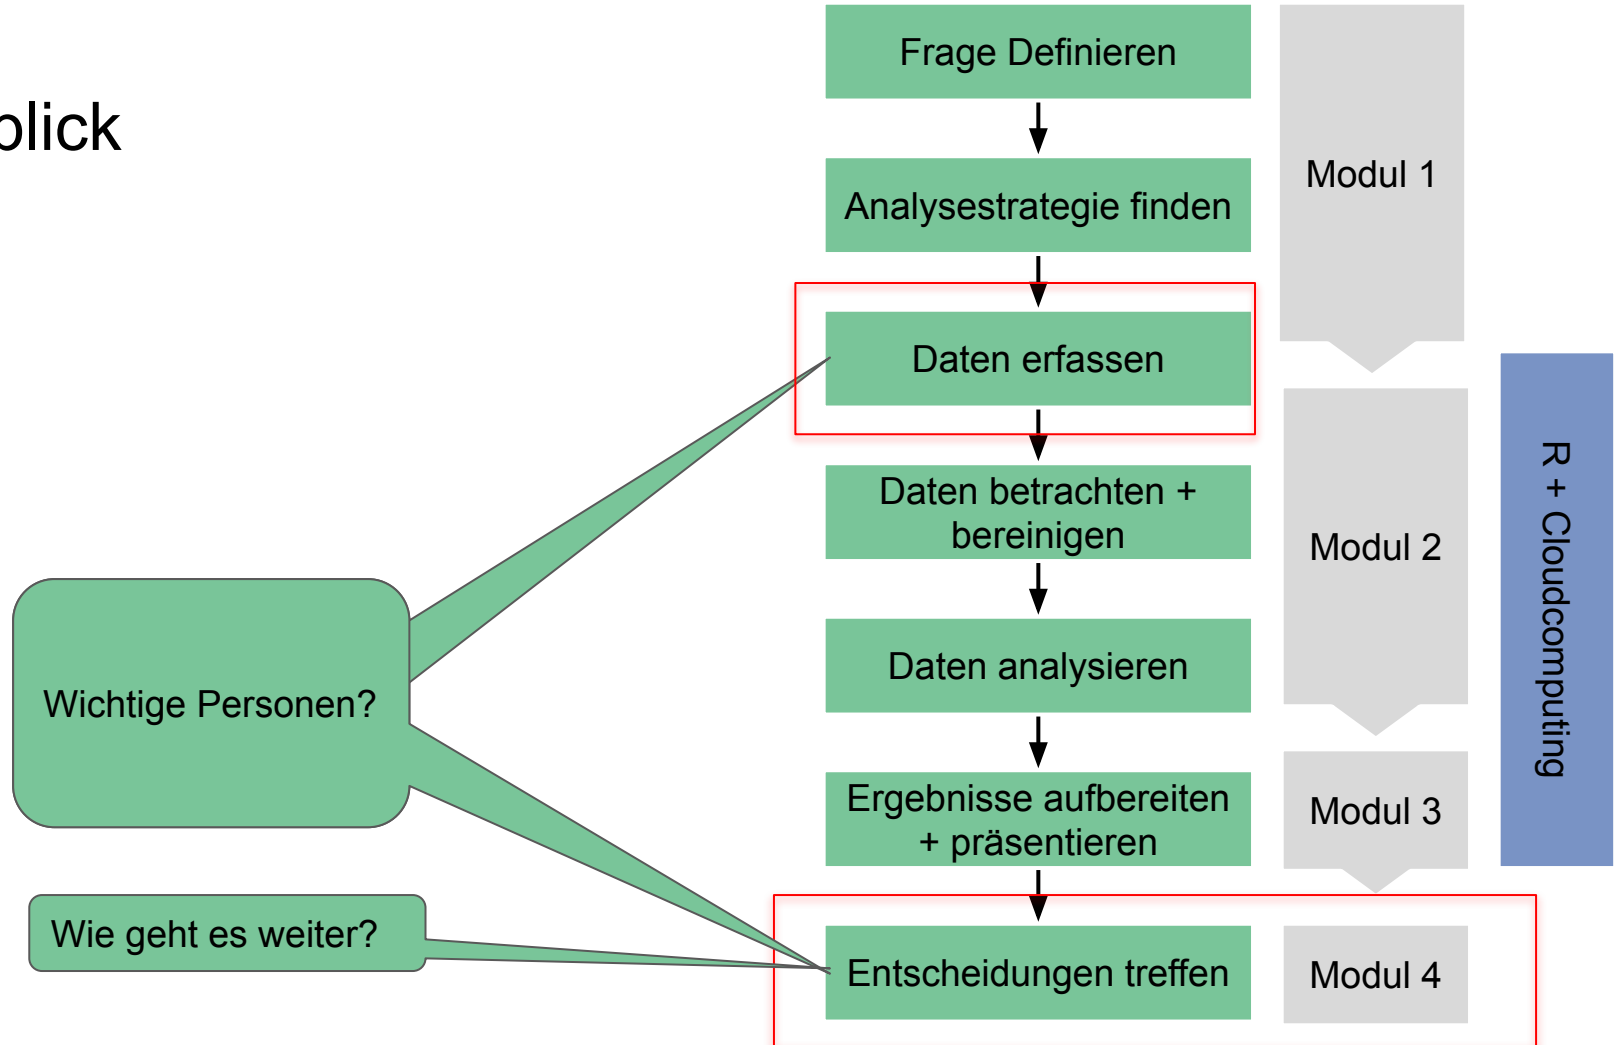 blick
Frage Definieren
Analysestrategie finden
Daten erfassen
Daten betrachten +
bereinigen
Daten analysieren
Ergebnisse aufbereiten
+ präsentieren
Entscheidungen treffen
Modul 1
Modul 2
Modul 3
Modul 4
R + Cloudcomputing
Wichtige Personen?
Wie geht es weiter?